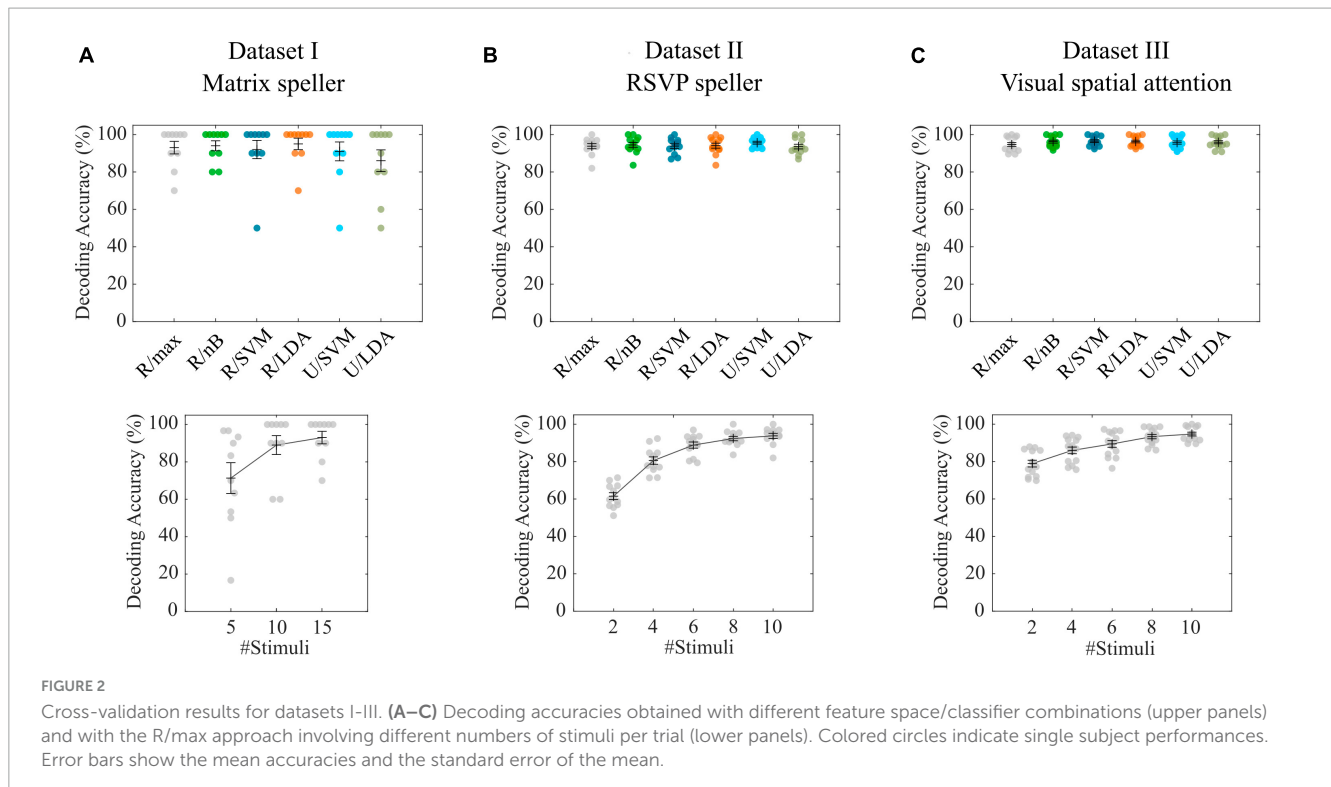 A
Dataset I
Matrix speller
Decoding Accuracy (%)
100
80
60
40
20
0
R/max
R/nB
R/SVM
R/LDA
U/SVM
U/LDA
B
Dataset II
RSVP speller
Decoding Accuracy (%)
100
80
60
40
20
0
R/max
R/nB
R/SVM
R/LDA
U/SVM
U/LDA
C
Dataset III
Visual spatial attention
Decoding Accuracy (%)
100
80
60
40
20
0
R/max
R/nB
R/SVM
R/LDA
U/SVM
U/LDA
Decoding Accuracy (%)
100
80
60
40
20
0
5 10 15
#Stimuli
Decoding Accuracy (%)
100
80
60
40
20
0
2 4 6 8 10
#Stimuli
Decoding Accuracy (%)
100
80
60
40
20
0
2 4 6 8 10
#Stimuli
FIGURE 2
Cross-validation results for datasets I-III. (A–C) Decoding accuracies obtained with different feature space/classifier combinations (upper panels)
and with the R/max approach involving different numbers of stimuli per trial (lower panels). Colored circles indicate single subject performances.
Error bars show the mean accuracies and the standard error of the mean.